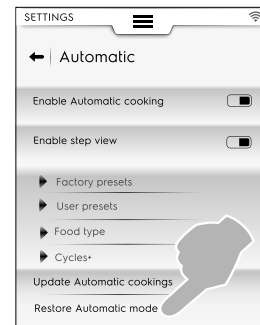 SETTINGS
Automatic
Enable Automatic cooking
Enable step view
Factory presets
User presets
Food type
Cycles+
Update Automatic cookings
Restore Automatic mode